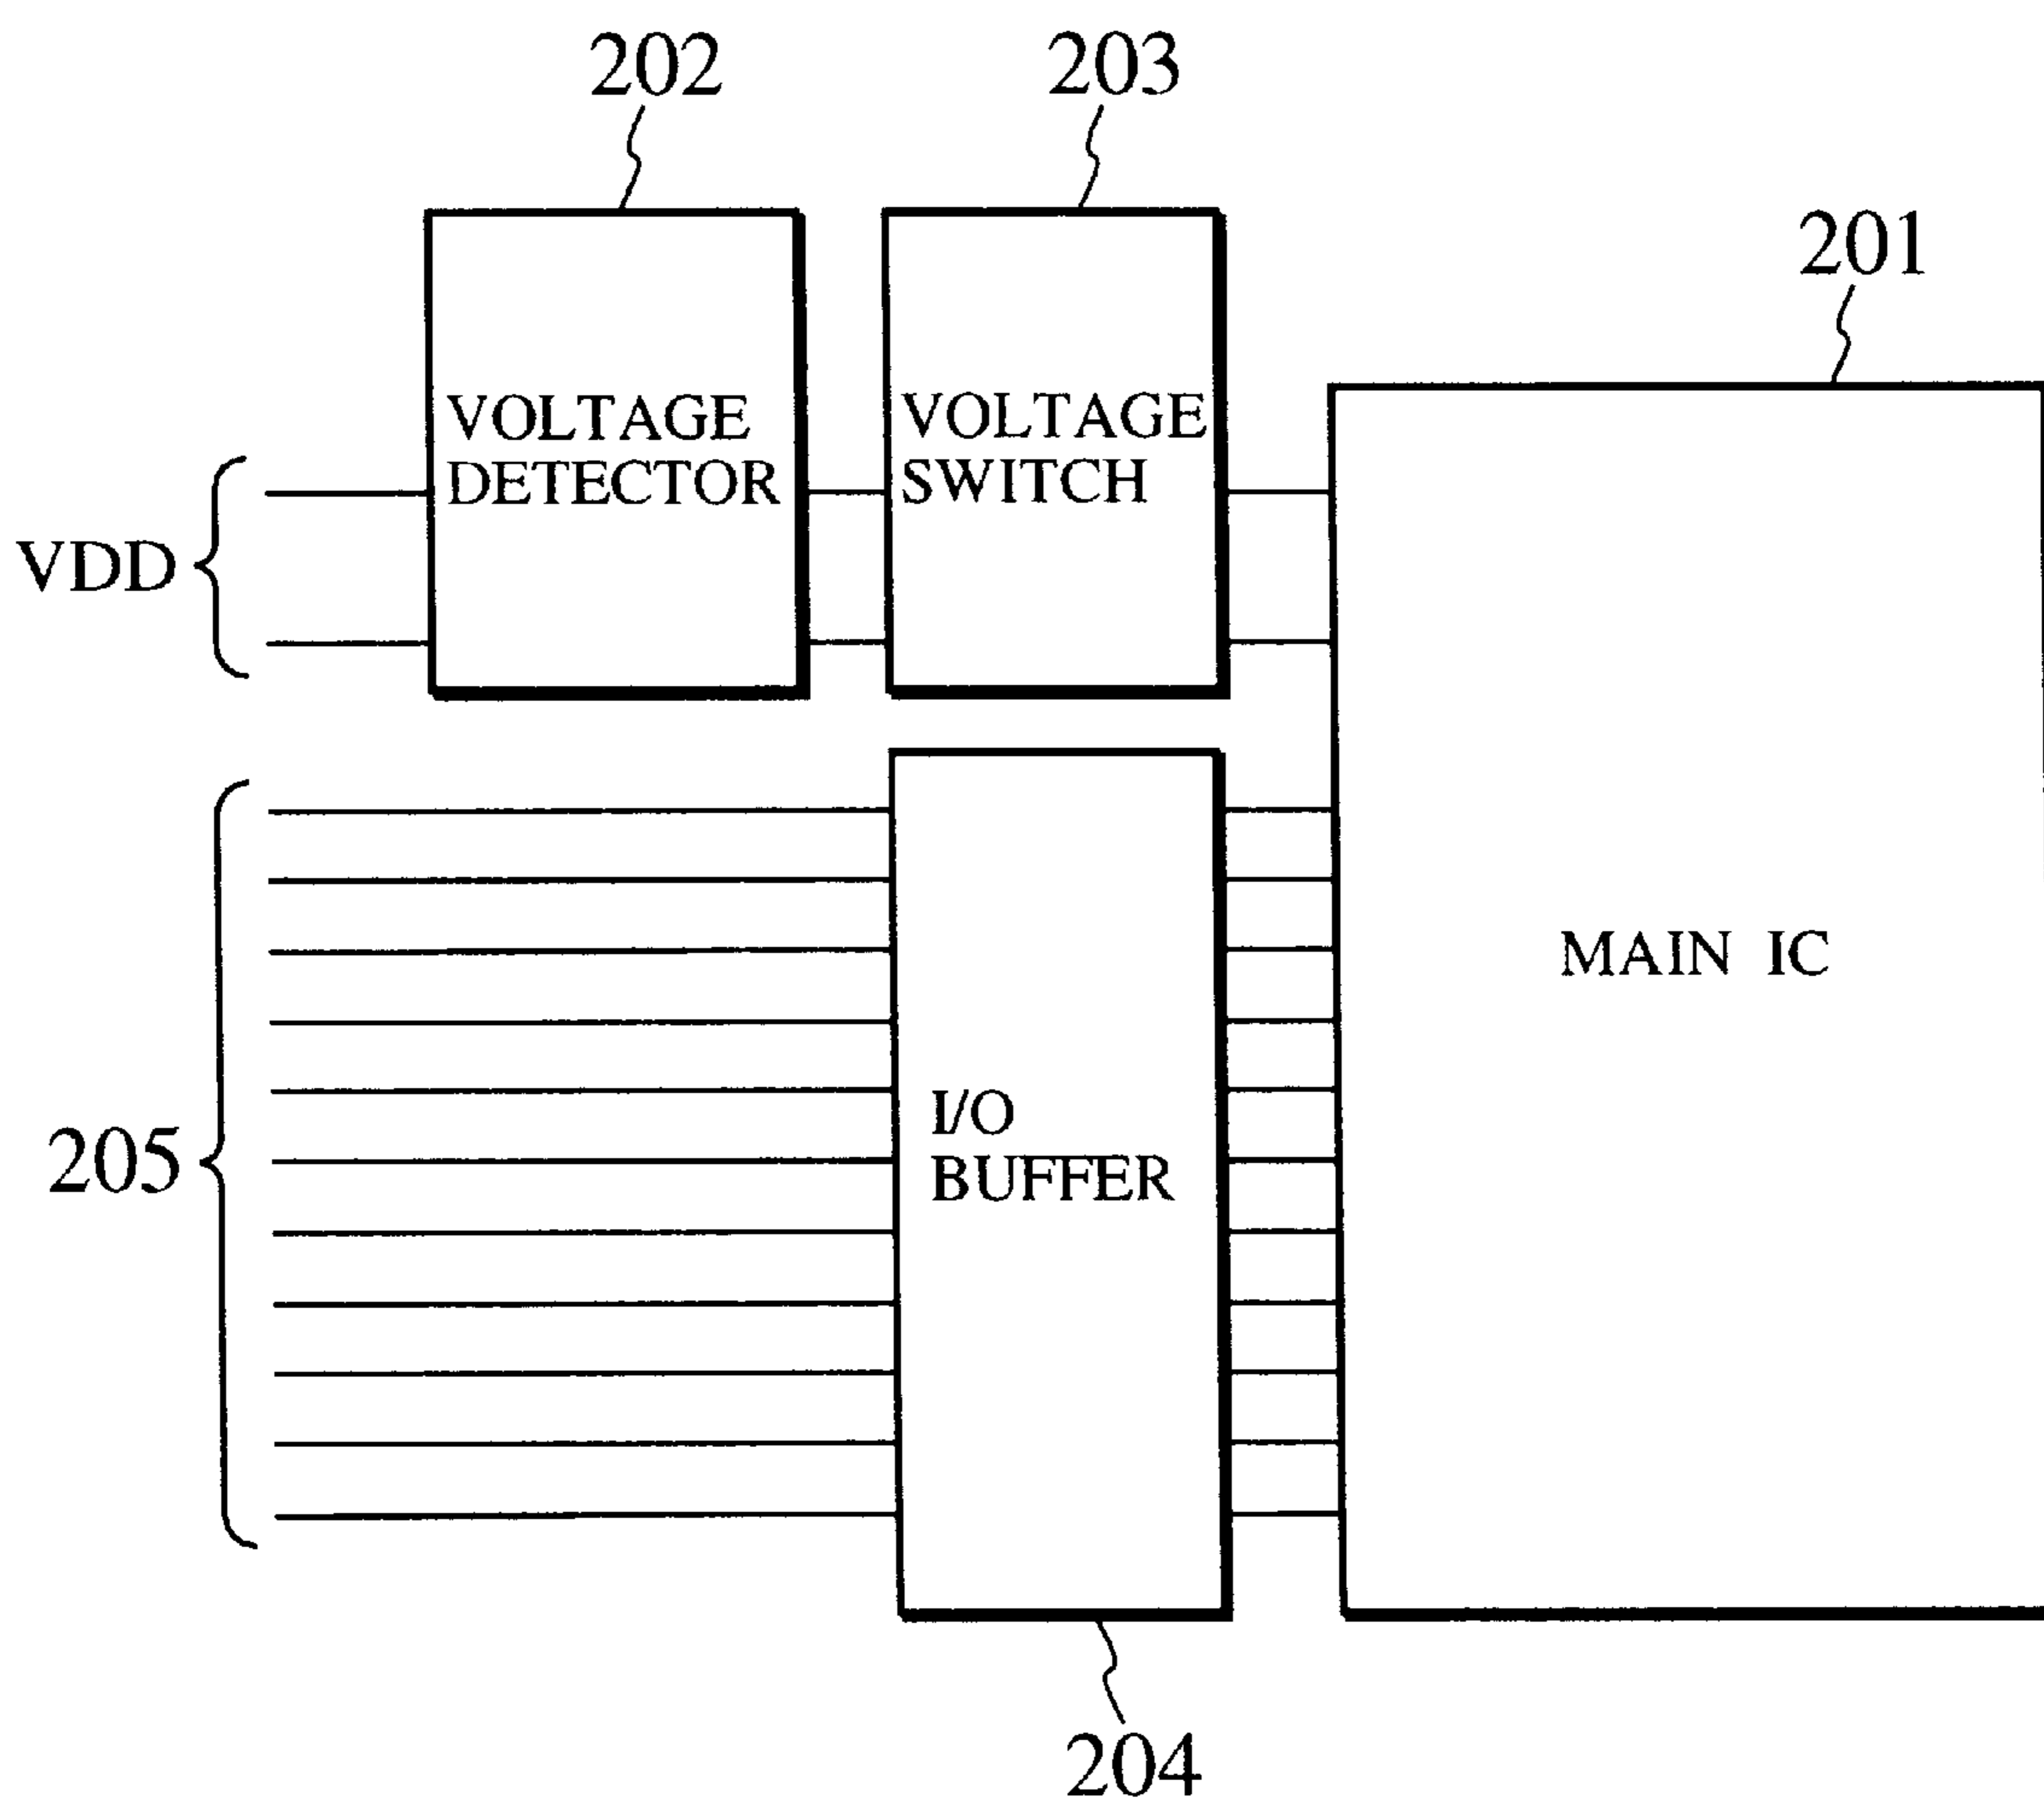 202
203
201
VOLTAGE
DETECTOR
VOLTAGE
SWITCH
VDD
MAIN IC
205
I/O
BUFFER
204